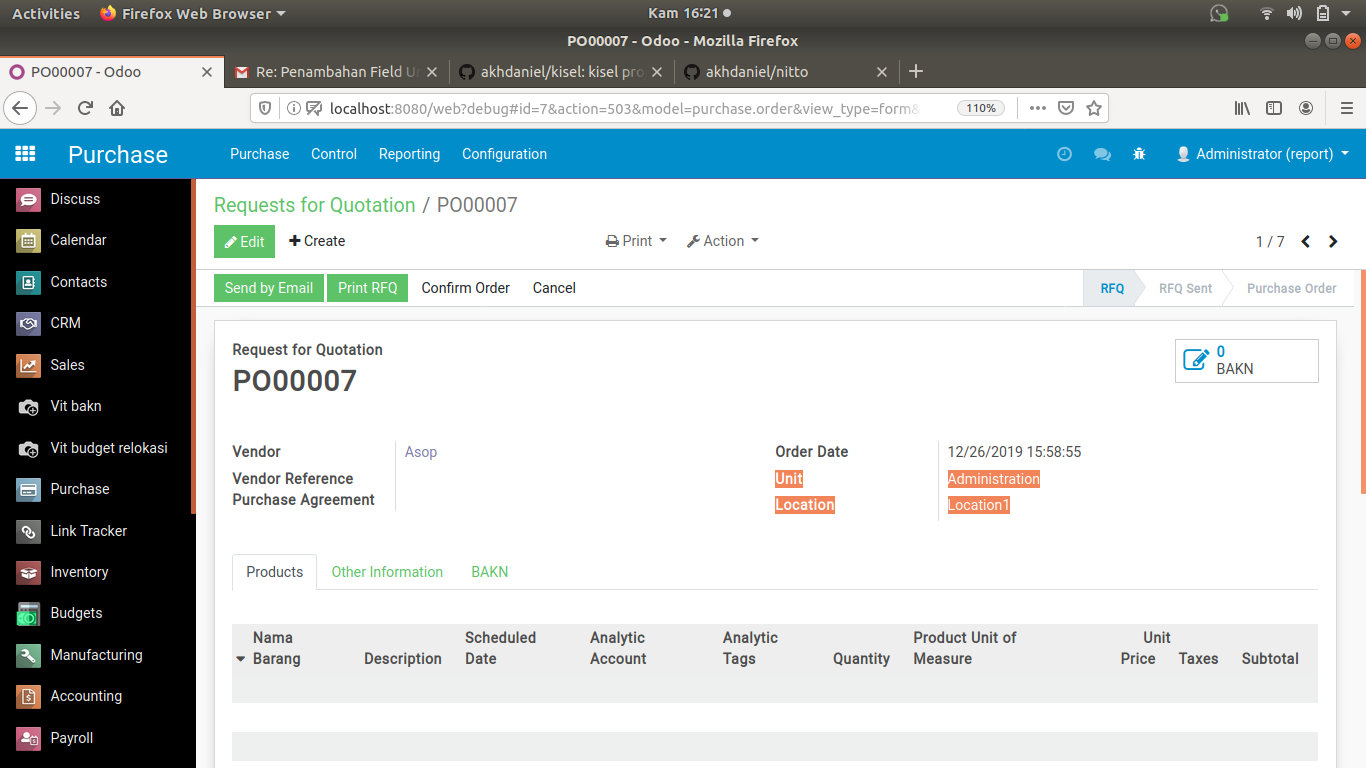 Activities Firefox Web Browser Kam 16:21
PO00007 - Odoo - Mozilla Firefox
PO00007 - Odoo Re: Penambahan Field Un akhdaniel/kisel: kisel pro akhdaniel/nitto
localhost:8080/web?debug#id=7&action=503&model=purchase.order&view_type=form& 110%
Purchase Purchase Control Reporting Configuration Administrator (report)
Discuss
Calendar
Contacts
CRM
Sales
Vit bakn
Vit budget relokasi
Purchase
Link Tracker
Inventory
Budgets
Manufacturing
Accounting
Payroll
Requests for Quotation / PO00007
Edit Create Print Action 1 / 7
Send by Email Print RFQ Confirm Order Cancel RFQ RFQ Sent Purchase Order
Request for Quotation
PO00007
0
BAKN
Vendor Asop
Vendor Reference
Purchase Agreement
Order Date 12/26/2019 15:58:55
Unit Administration
Location Location1
Products Other Information BAKN
Nama Barang Description Scheduled Date Analytic Account Analytic Tags Quantity Product Unit of Measure Unit Price Taxes Subtotal